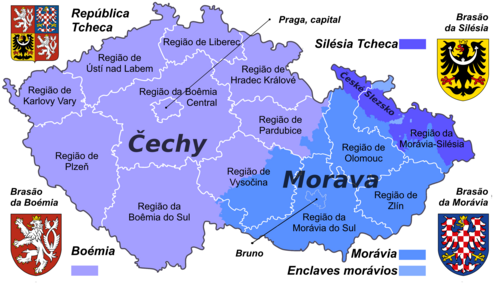 República
Tcheca
Praga, capital
Brasão
da Silésia
Silésia Tcheca
Região de Liberec
Região de
Ústí nad Labem
Região de
Hradec Králové
Região de
Karlovy Vary
Região da Boêmia
Central
České Slezsko
Região de
Pardubice
Região da
Morávia-Silésia
Čechy
Região de
Plzeň
Região de
Olomouc
Região de
Vysočina
Morava
Brasão
da Boémia
Região da
Boêmia do Sul
Região da
Morávia do Sul
Região de
Zlín
Brasão
da Morávia
Boémia
Bruno
Morávia
Enclaves morávios